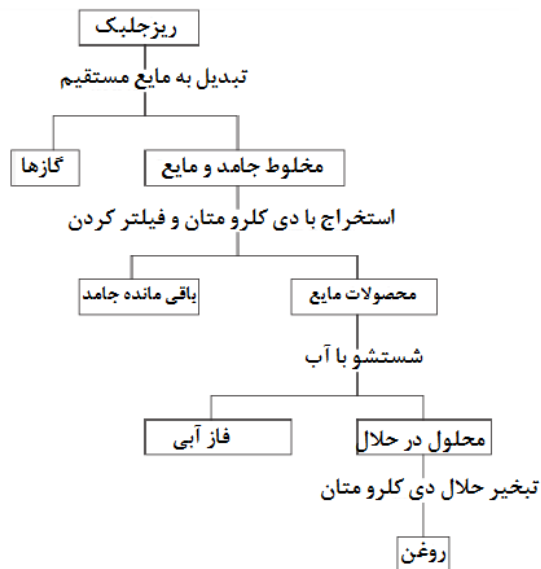 ریزجلبک
تبدیل به مایع مستقیم
گازها
مخلوط جامد و مایع
استخراج با دی کلرو متان و فیلتر کردن
باقی مانده جامد
محصولات مایع
شستشو با آب
فاز آبی
محلول در حلال
تبخیر حلال دی کلرو متان
روغن